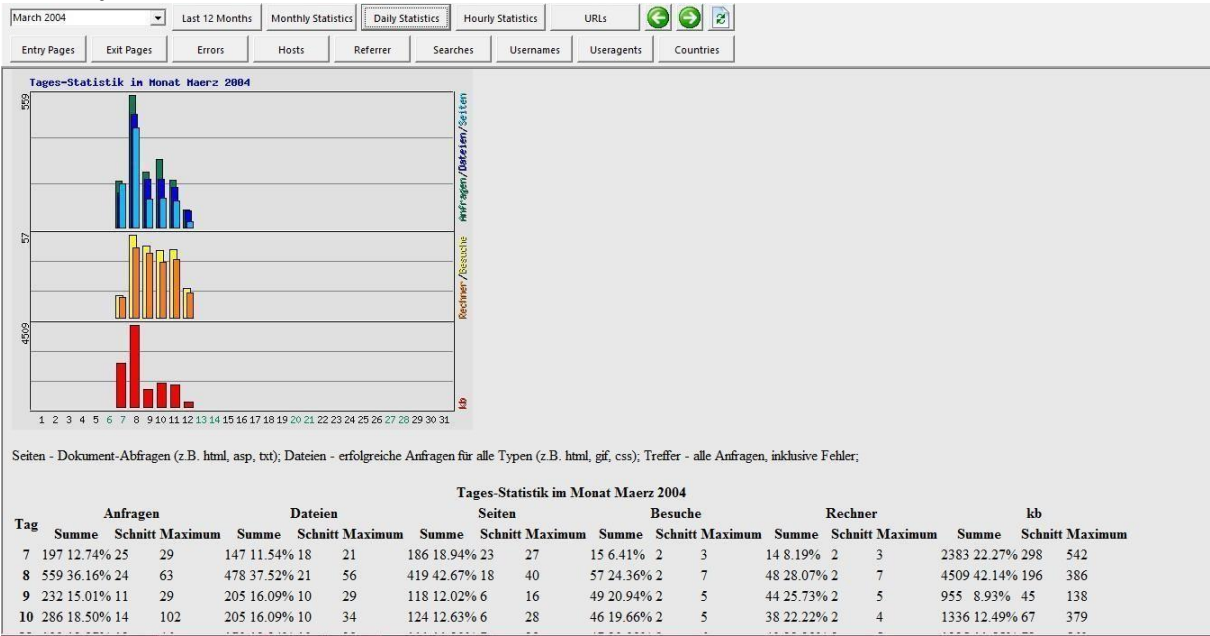 March 2004 Last 12 Months Monthly Statistics Daily Statistics Hourly Statistics URLs
Entry Pages Exit Pages Errors Hosts Referrer Searches Usernames Useragents Countries
Tages-Statistik im Monat Maerz 2004
559
Anfragen/Dateien/Seiten
57
Rechner/Besuche
4509
kb
1 2 3 4 5 6 7 8 9 10 11 12 13 14 15 16 17 18 19 20 21 22 23 24 25 26 27 28 29 30 31
Seiten - Dokument-Abfragen (z.B. html, asp, txt); Dateien - erfolgreiche Anfragen für alle Typen (z.B. html, gif, css); Treffer - alle Anfragen, inklusive Fehler;
Tages-Statistik im Monat Maerz 2004
Tag Anfragen Dateien Seiten Besuche Rechner kb
Summe Schnitt Maximum Summe Schnitt Maximum Summe Schnitt Maximum Summe Schnitt Maximum Summe Schnitt Maximum Summe Schnitt Maximum
7 197 12.74% 25 29 147 11.54% 18 21 186 18.94% 23 27 15 6.41% 2 3 14 8.19% 2 3 2383 22.27% 298 542
8 559 36.16% 24 63 478 37.52% 21 56 419 42.67% 18 40 57 24.36% 2 7 48 28.07% 2 7 4509 42.14% 196 386
9 232 15.01% 11 29 205 16.09% 10 29 118 12.02% 6 16 49 20.94% 2 5 44 25.73% 2 5 955 8.93% 45 138
10 286 18.50% 14 102 205 16.09% 10 34 124 12.63% 6 28 46 19.66% 2 5 38 22.22% 2 4 1336 12.49% 67 379